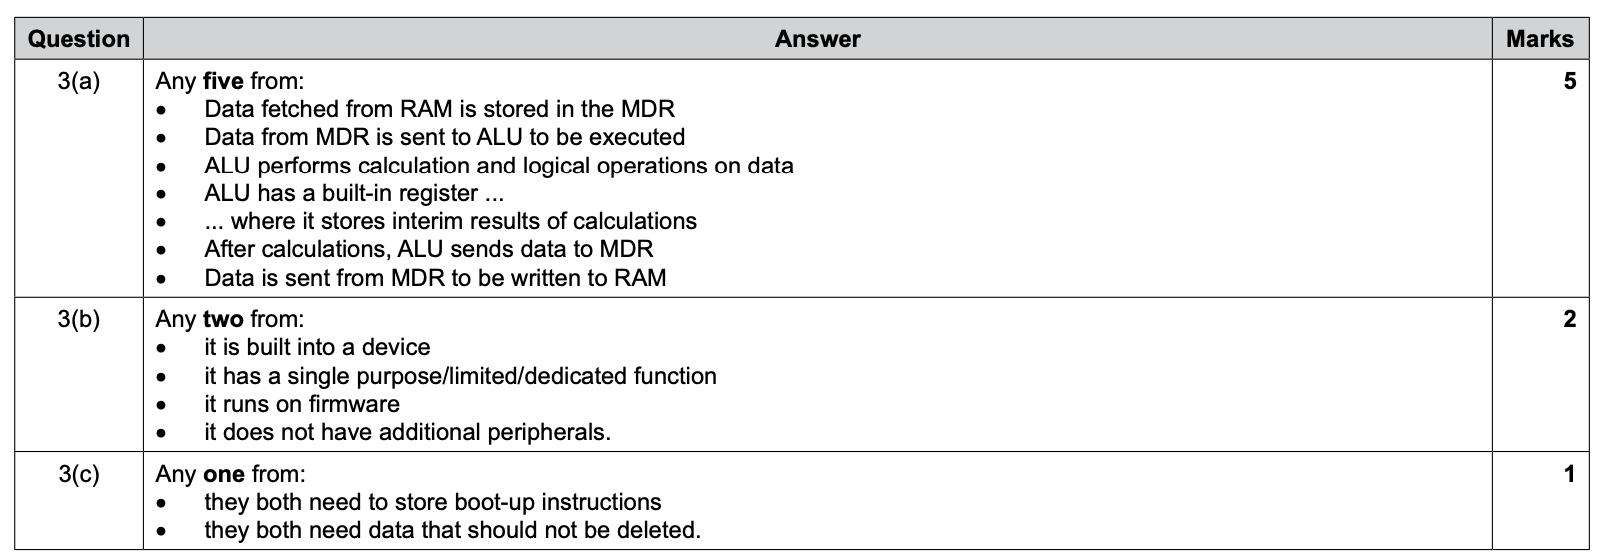 Question Answer Marks
3(a) Any five from: 5
• Data fetched from RAM is stored in the MDR
• Data from MDR is sent to ALU to be executed
• ALU performs calculation and logical operations on data
• ALU has a built-in register ...
• ... where it stores interim results of calculations
• After calculations, ALU sends data to MDR
• Data is sent from MDR to be written to RAM
3(b) Any two from: 2
• it is built into a device
• it has a single purpose/limited/dedicated function
• it runs on firmware
• it does not have additional peripherals.
3(c) Any one from: 1
• they both need to store boot-up instructions
• they both need data that should not be deleted.